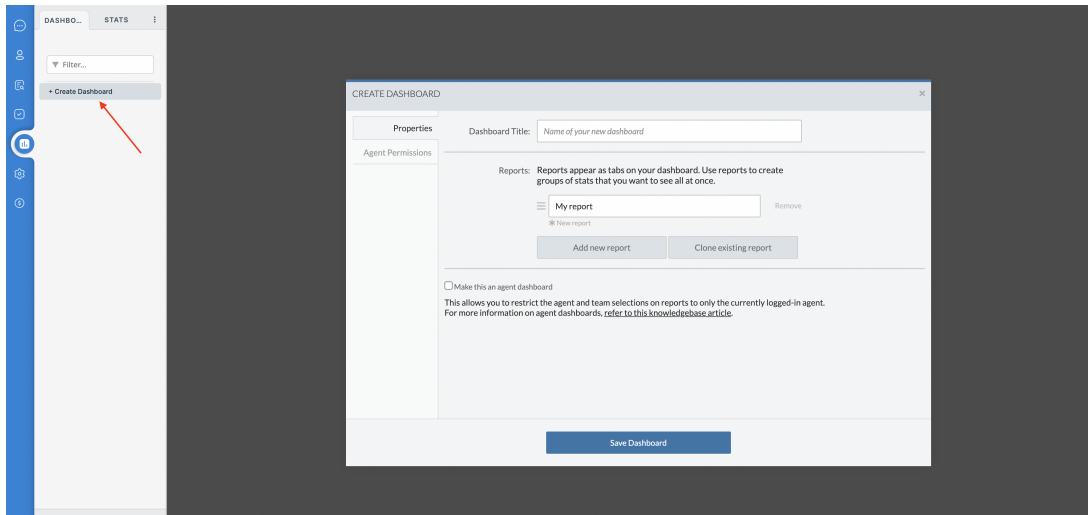 DASHBO... STATS
Filter...
+ Create Dashboard
CREATE DASHBOARD
Properties
Agent Permissions
Dashboard Title: Name of your new dashboard
Reports: Reports appear as tabs on your dashboard. Use reports to create
groups of stats that you want to see all at once.
My report Remove
✱ New report
Add new report Clone existing report
Make this an agent dashboard
This allows you to restrict the agent and team selections on reports to only the currently logged-in agent.
For more information on agent dashboards, refer to this knowledgebase article.
Save Dashboard